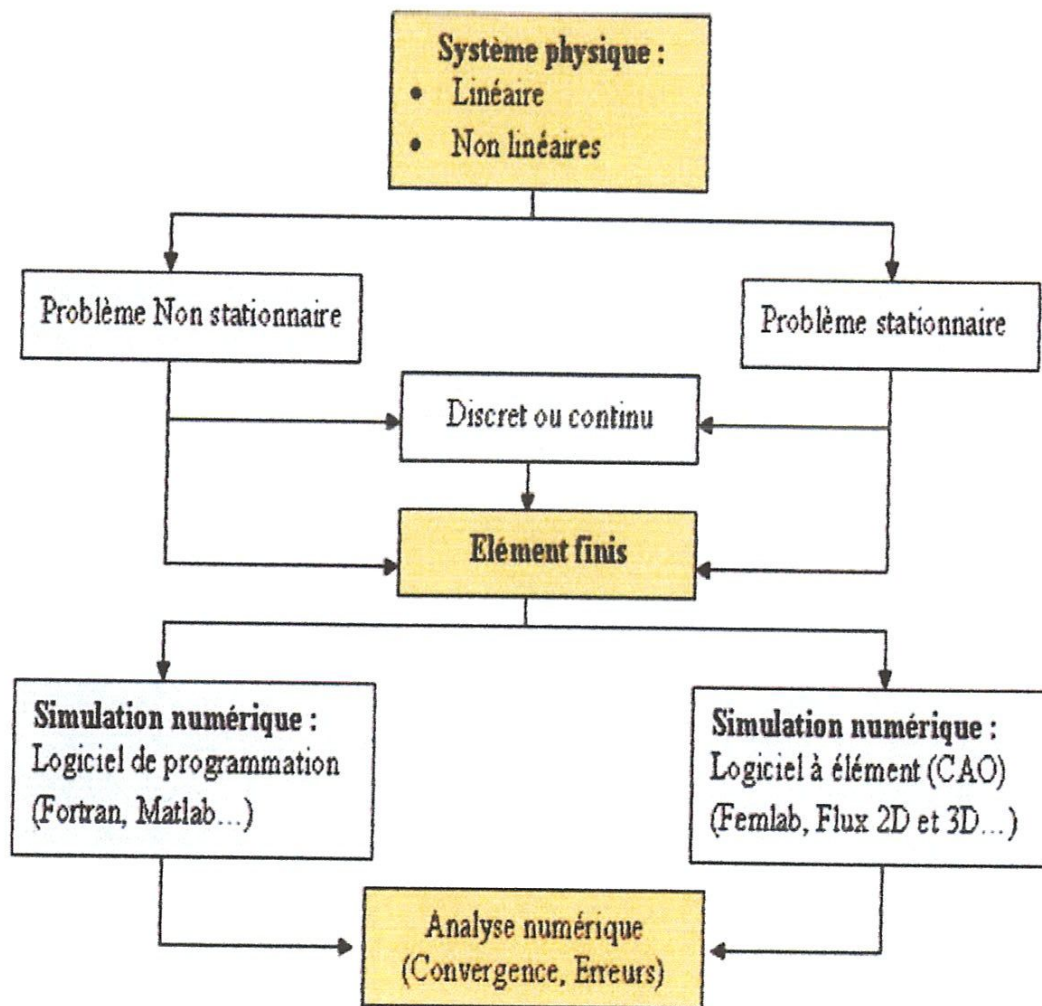 Système physique :
• Linéaire
• Non linéaires
Problème Non stationnaire
Problème stationnaire
Discret ou continu
Elément finis
Simulation numérique :
Logiciel de programmation
(Fortran, Matlab...)
Simulation numérique :
Logiciel à élément (CAO)
(Femlab, Flux 2D et 3D...)
Analyse numérique
(Convergence, Erreurs)